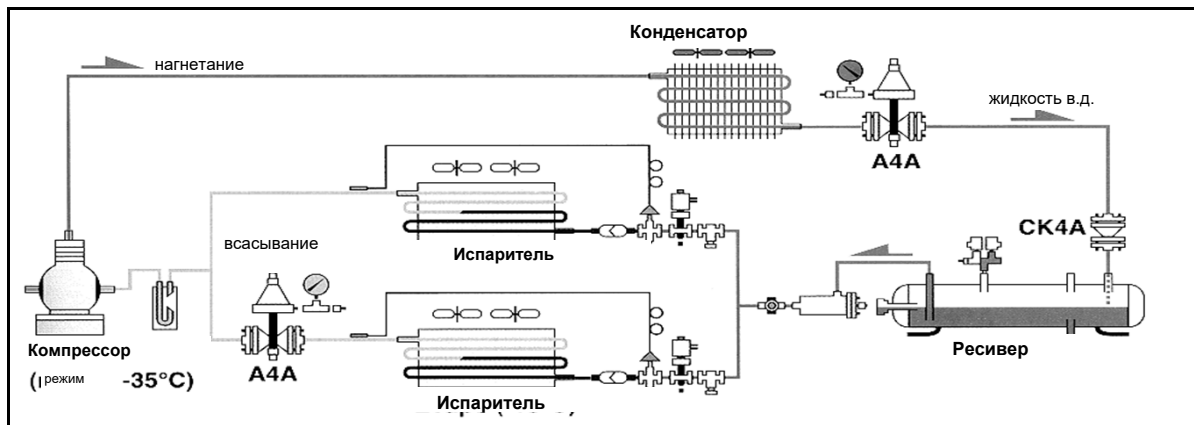 Конденсатор
нагнетание
жидкость в.д.
A4A
CK4A
всасывание
Испаритель
Компрессор
Ресивер
режим -35°C)
A4A
Испаритель